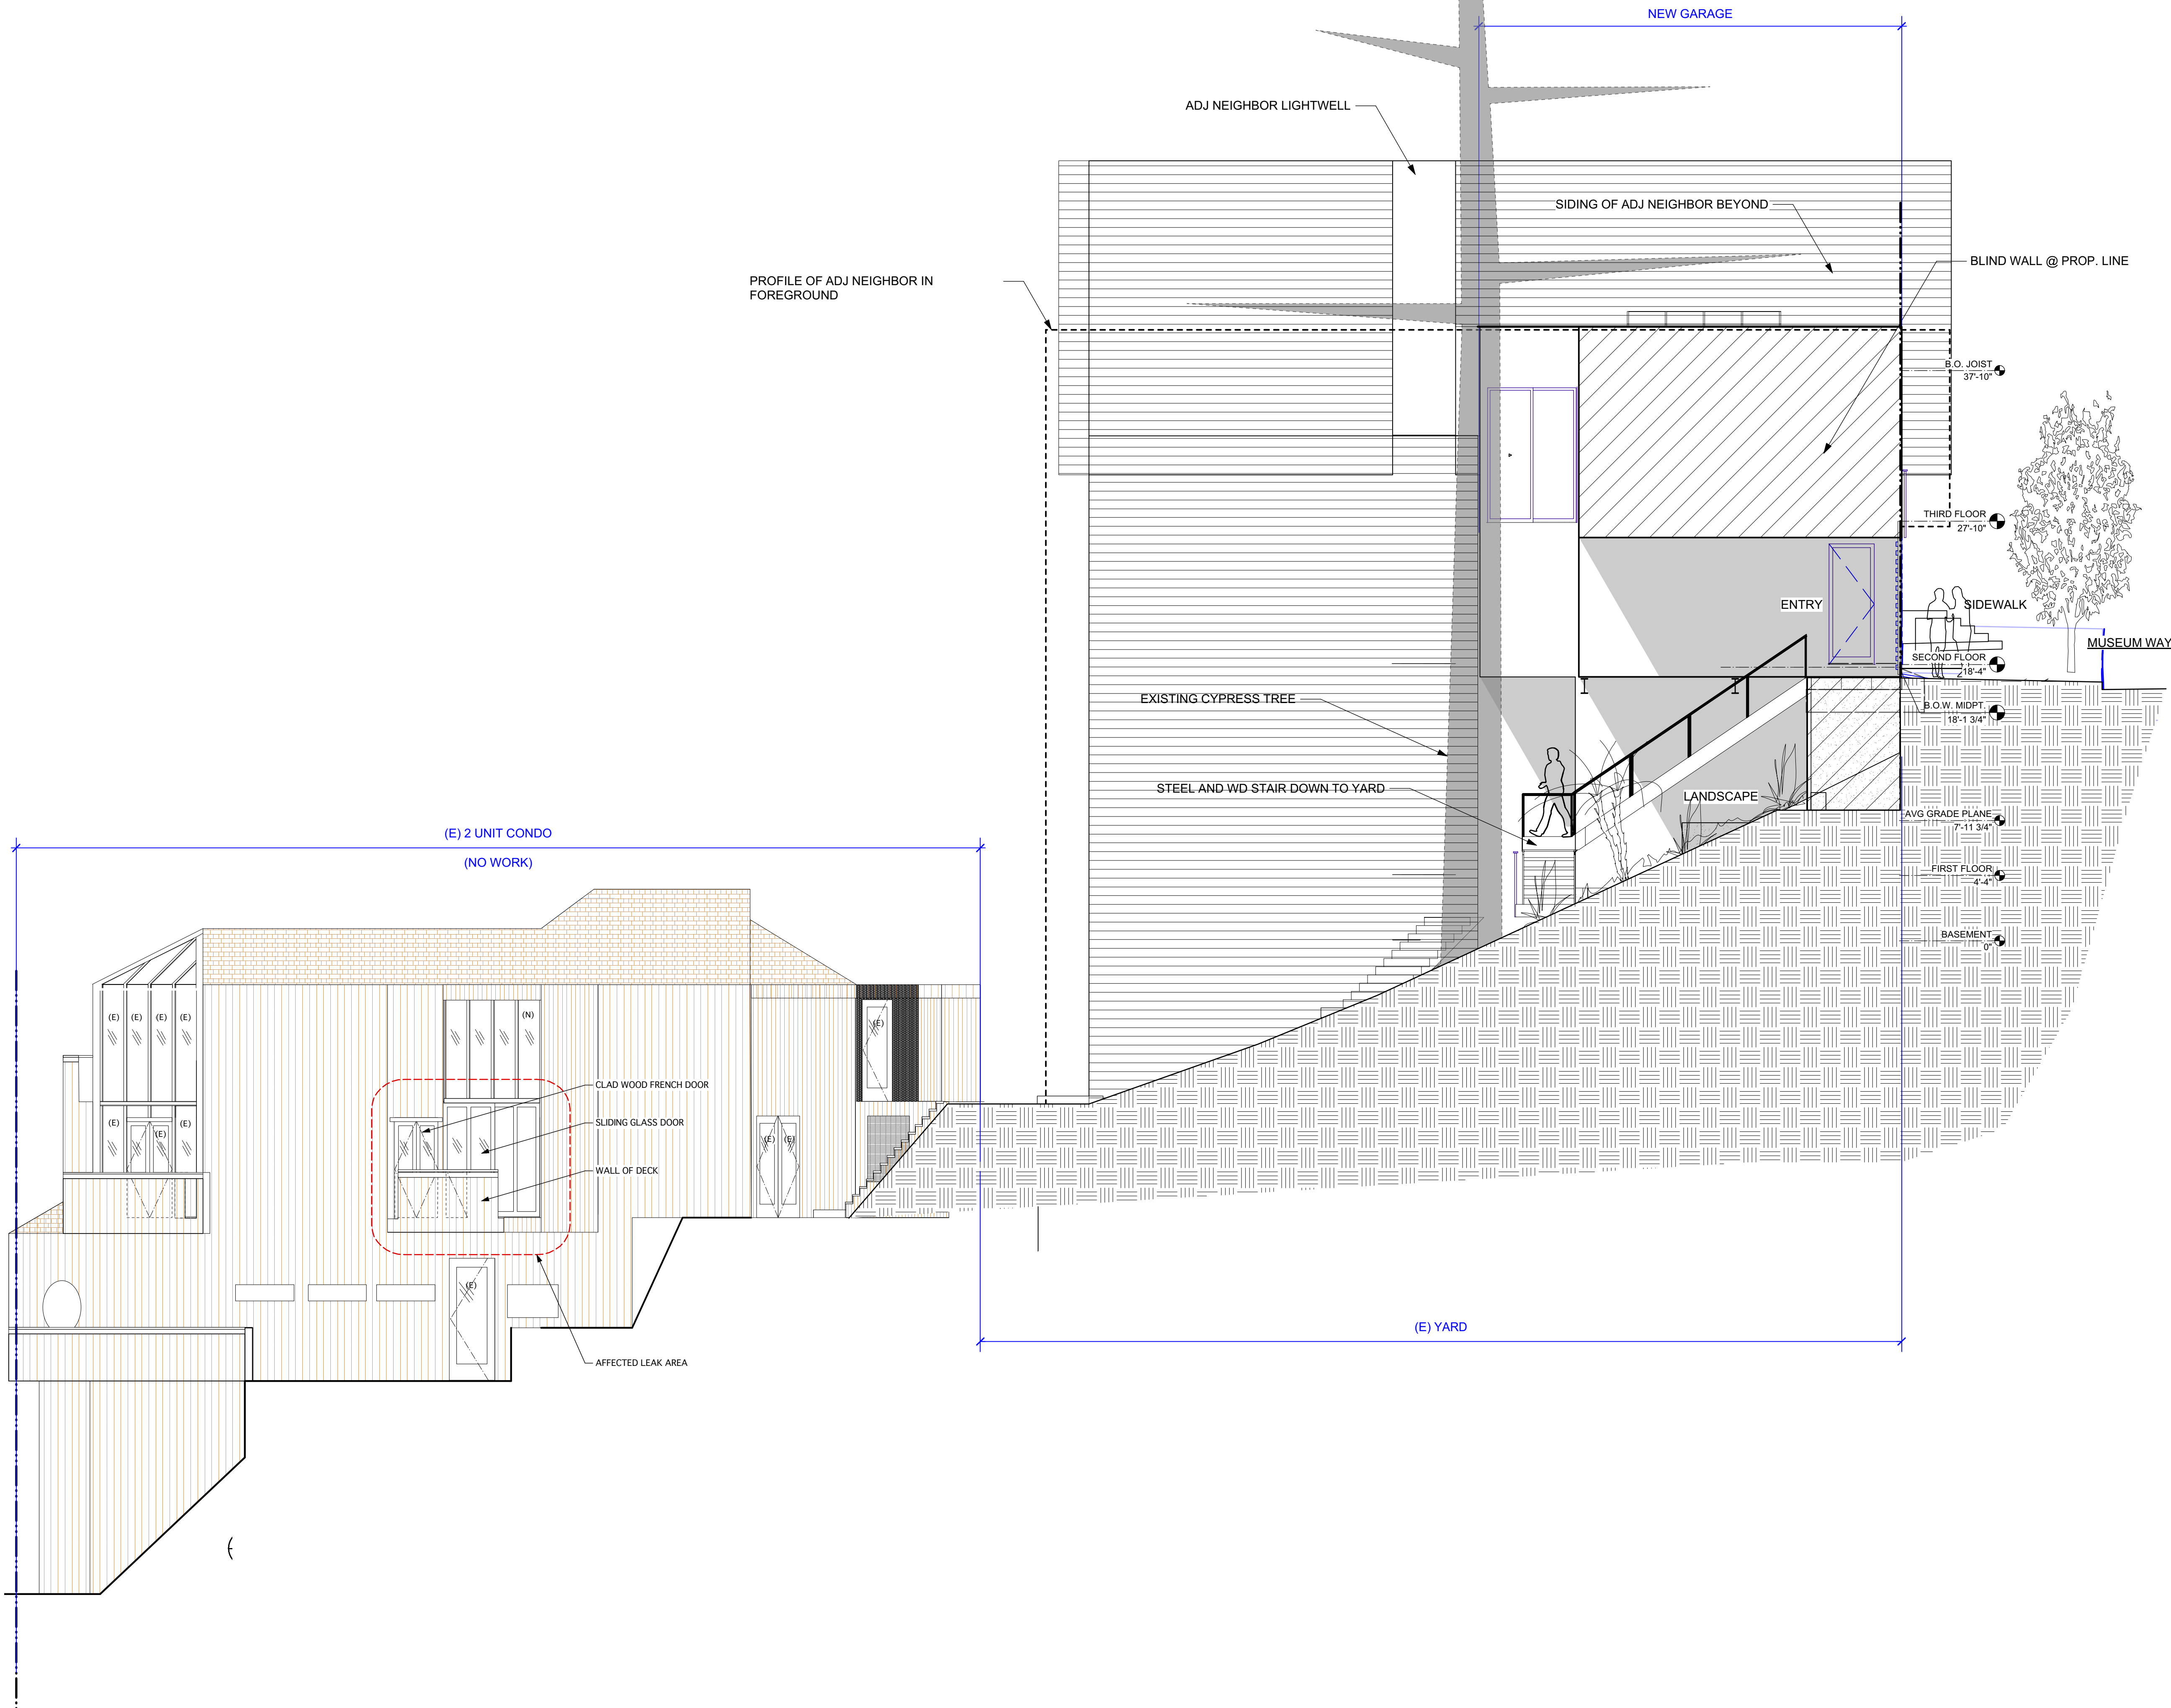 NEW GARAGE
ADJ NEIGHBOR LIGHTWELL
SIDING OF ADJ NEIGHBOR BEYOND
BLIND WALL @ PROP. LINE
PROFILE OF ADJ NEIGHBOR IN
FOREGROUND
B.O. JOIST
37'-10"
THIRD FLOOR
27'-10"
ENTRY
SIDEWALK
MUSEUM WAY
SECOND FLOOR
18'-4"
EXISTING CYPRESS TREE
B.O.W. MIDPT.
18'-1 3/4"
STEEL AND WD STAIR DOWN TO YARD
LANDSCAPE
AVG GRADE PLANE
7'-11 3/4"
(E) 2 UNIT CONDO
(NO WORK)
FIRST FLOOR
4'-4"
BASEMENT
0"
(E) (E) (E) (E)
(N)
(E)
CLAD WOOD FRENCH DOOR
(E) (E) (E)
SLIDING GLASS DOOR
(E) (E)
WALL OF DECK
(E)
(E) YARD
AFFECTED LEAK AREA